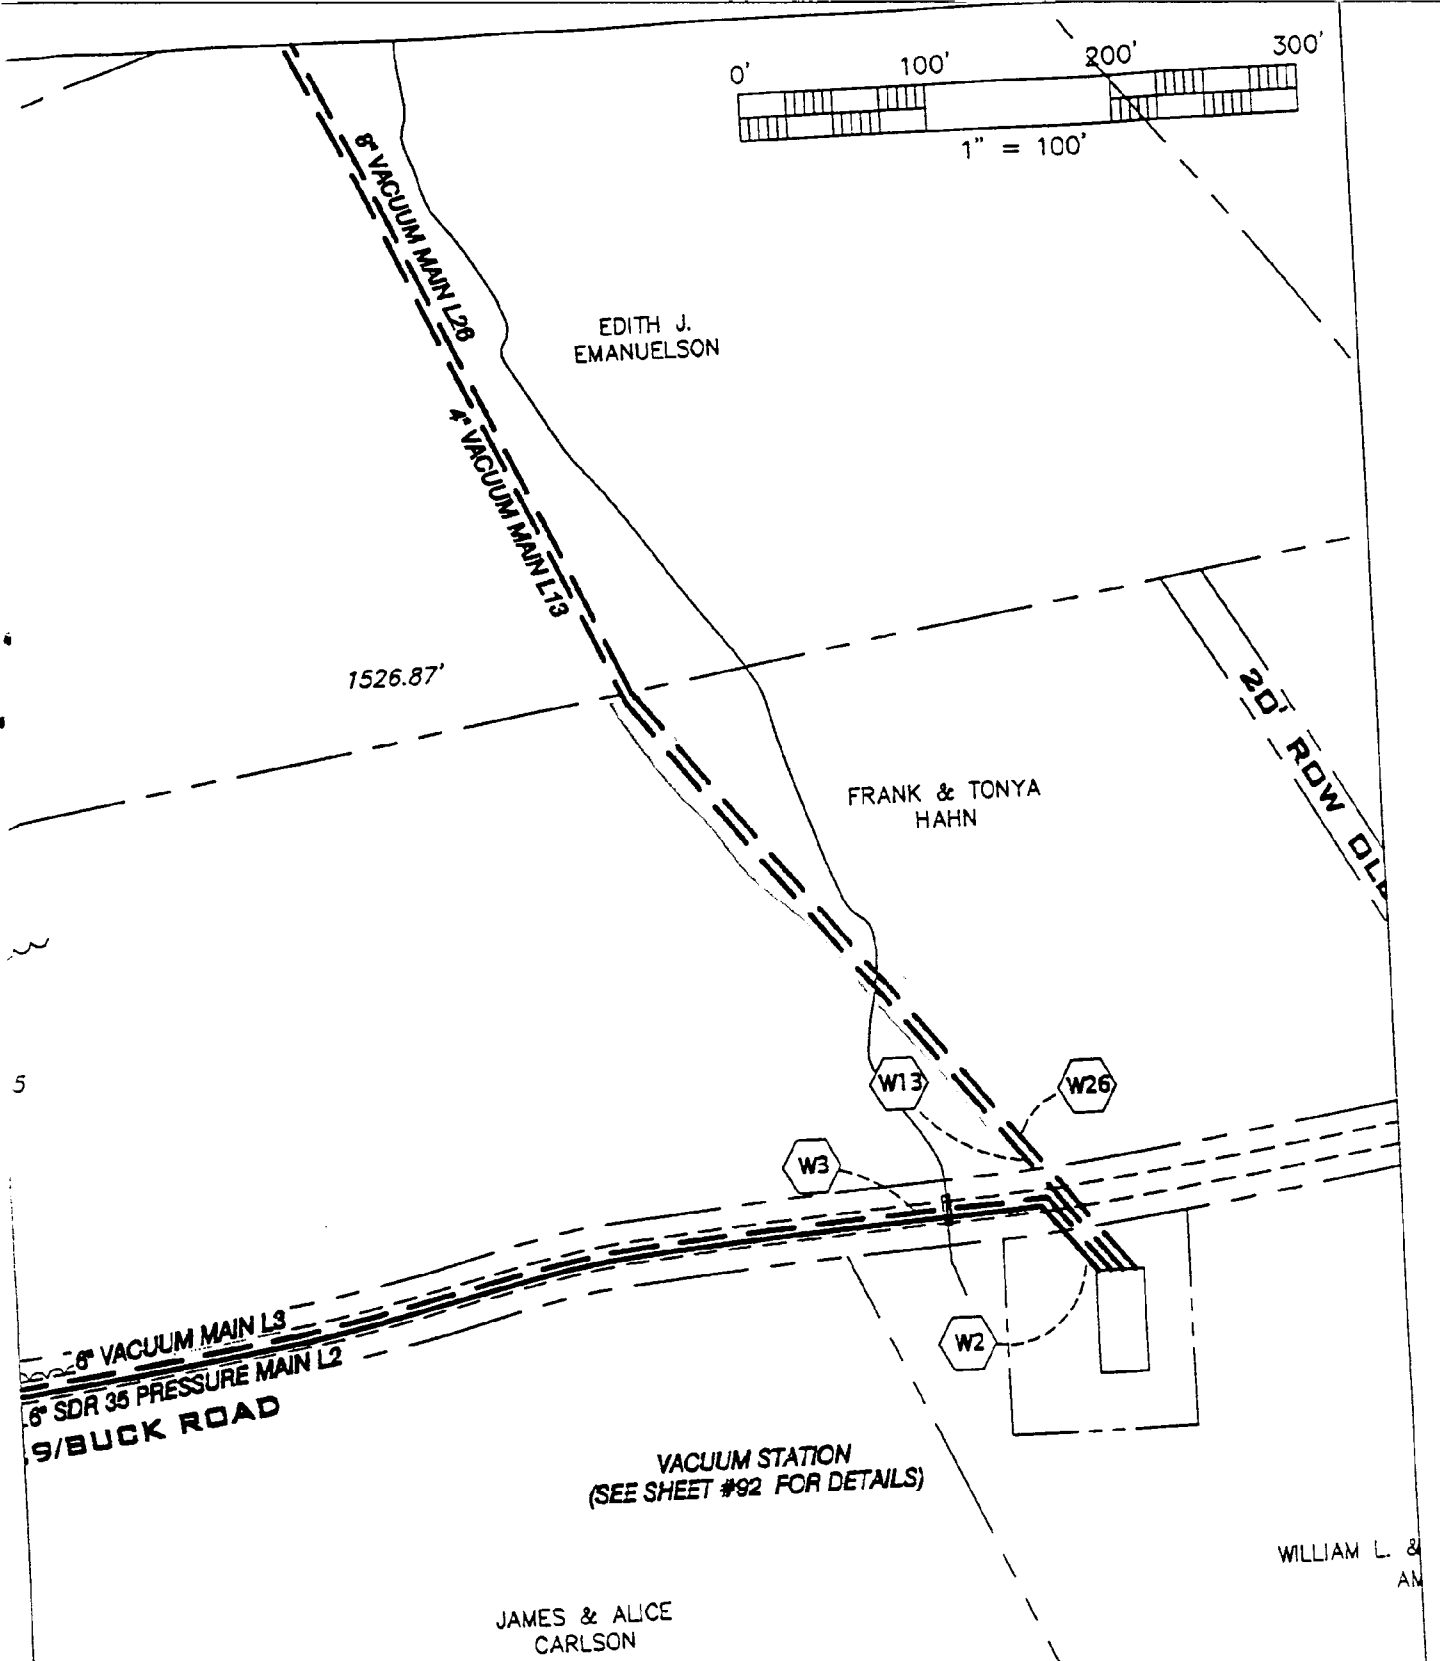 0' 100' 200' 300'
1" = 100'
8" VACUUM MAIN L26
EDITH J.
EMANUELSON
4" VACUUM MAIN L13
1526.87'
20' ROW
FRANK & TONYA
HAHN
5
W13
W26
W3
W2
6" VACUUM MAIN L3
6" SDR 35 PRESSURE MAIN L2
9/BUCK ROAD
VACUUM STATION
(SEE SHEET #92 FOR DETAILS)
WILLIAM L. &
JAMES & ALICE
CARLSON